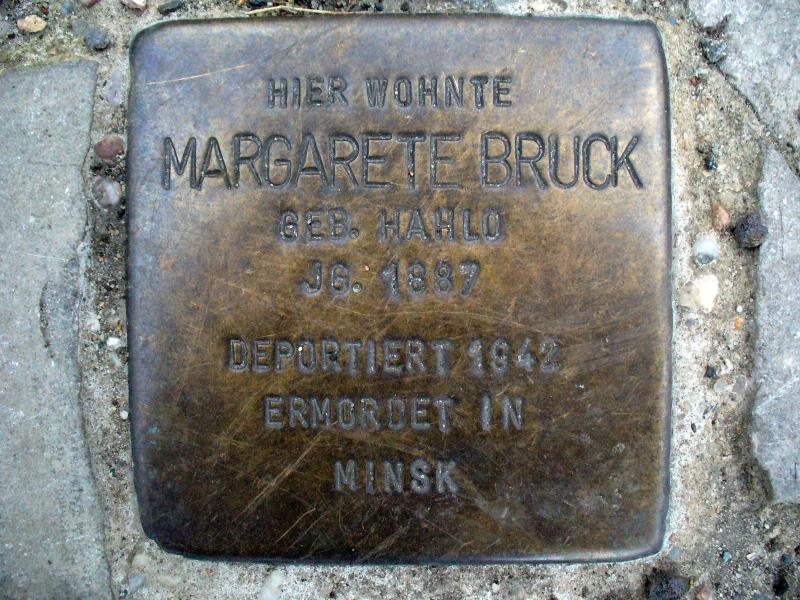 HIER WOHNTE
MARGARETE BRUCK
GEB. HAHLO
JG. 1887
DEPORTIERT 1942
ERMORDET IN
MINSK